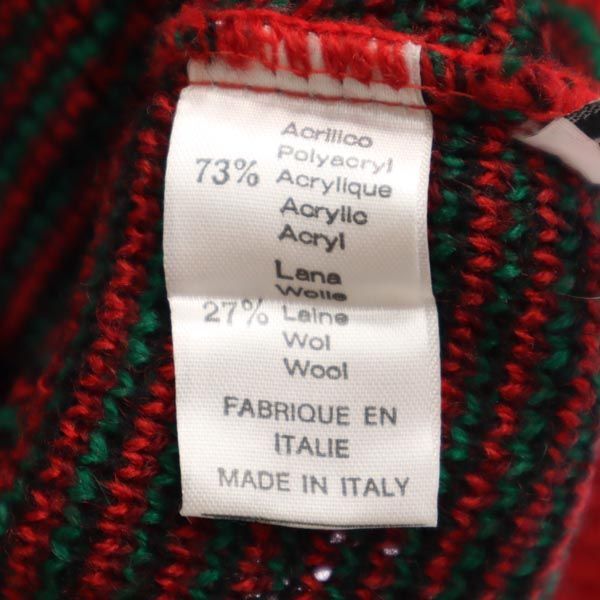 Acrilico
Polyacryl
73% Acrylique
Acrylic
Acryl
Lana
Wolle
27% Laine
Wol
Wool
FABRIQUE EN
ITALIE
MADE IN ITALY